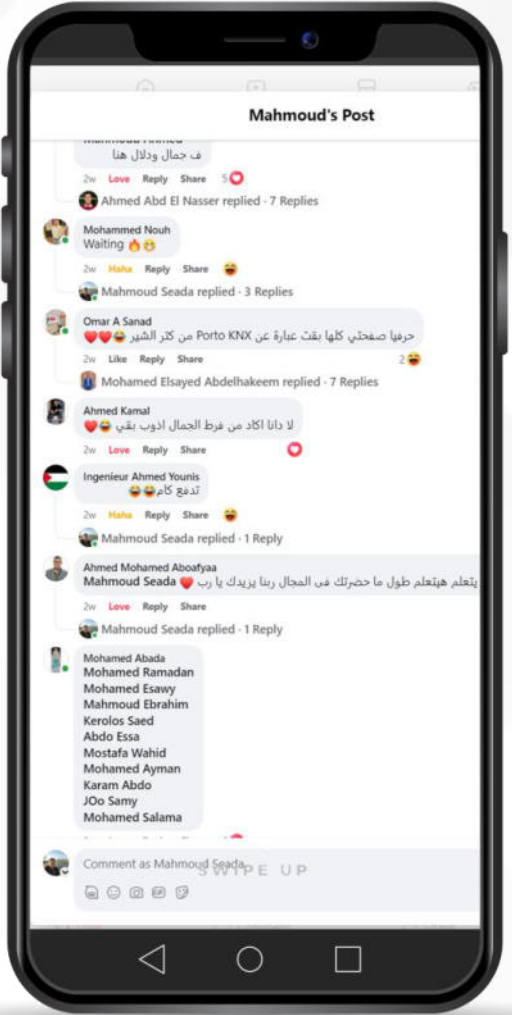 Mahmoud's Post
Mahmoud Ahmed
ف جمال ودلال هنا
2w Love Reply Share 5
Ahmed Abd El Nasser replied · 7 Replies
Mohammed Nouh
Waiting 🔥😁
2w Haha Reply Share
Mahmoud Seada replied · 3 Replies
Omar A Sanad
حرفيا صفحتي كلها بقت عبارة عن Porto KNX من كتر الشير 😂❤️❤️
2w Like Reply Share 2
Mohamed Elsayed Abdelhakeem replied · 7 Replies
Ahmed Kamal
لا دانا اكاد من فرط الجمال اذوب بقي 😂❤️
2w Love Reply Share
Ingenieur Ahmed Younis
تدفع كام😂😂
2w Haha Reply Share
Mahmoud Seada replied · 1 Reply
Ahmed Mohamed Aboafyaa
Mahmoud Seada ❤️ يتعلم هيتعلم طول ما حضرتك فى المجال ربنا يزيدك يا رب
2w Love Reply Share
Mahmoud Seada replied · 1 Reply
Mohamed Abada
Mohamed Ramadan
Mohamed Esawy
Mahmoud Ebrahim
Kerolos Saed
Abdo Essa
Mostafa Wahid
Mohamed Ayman
Karam Abdo
JOo Samy
Mohamed Salama
Comment as Mahmoud Seada
SWIPE UP